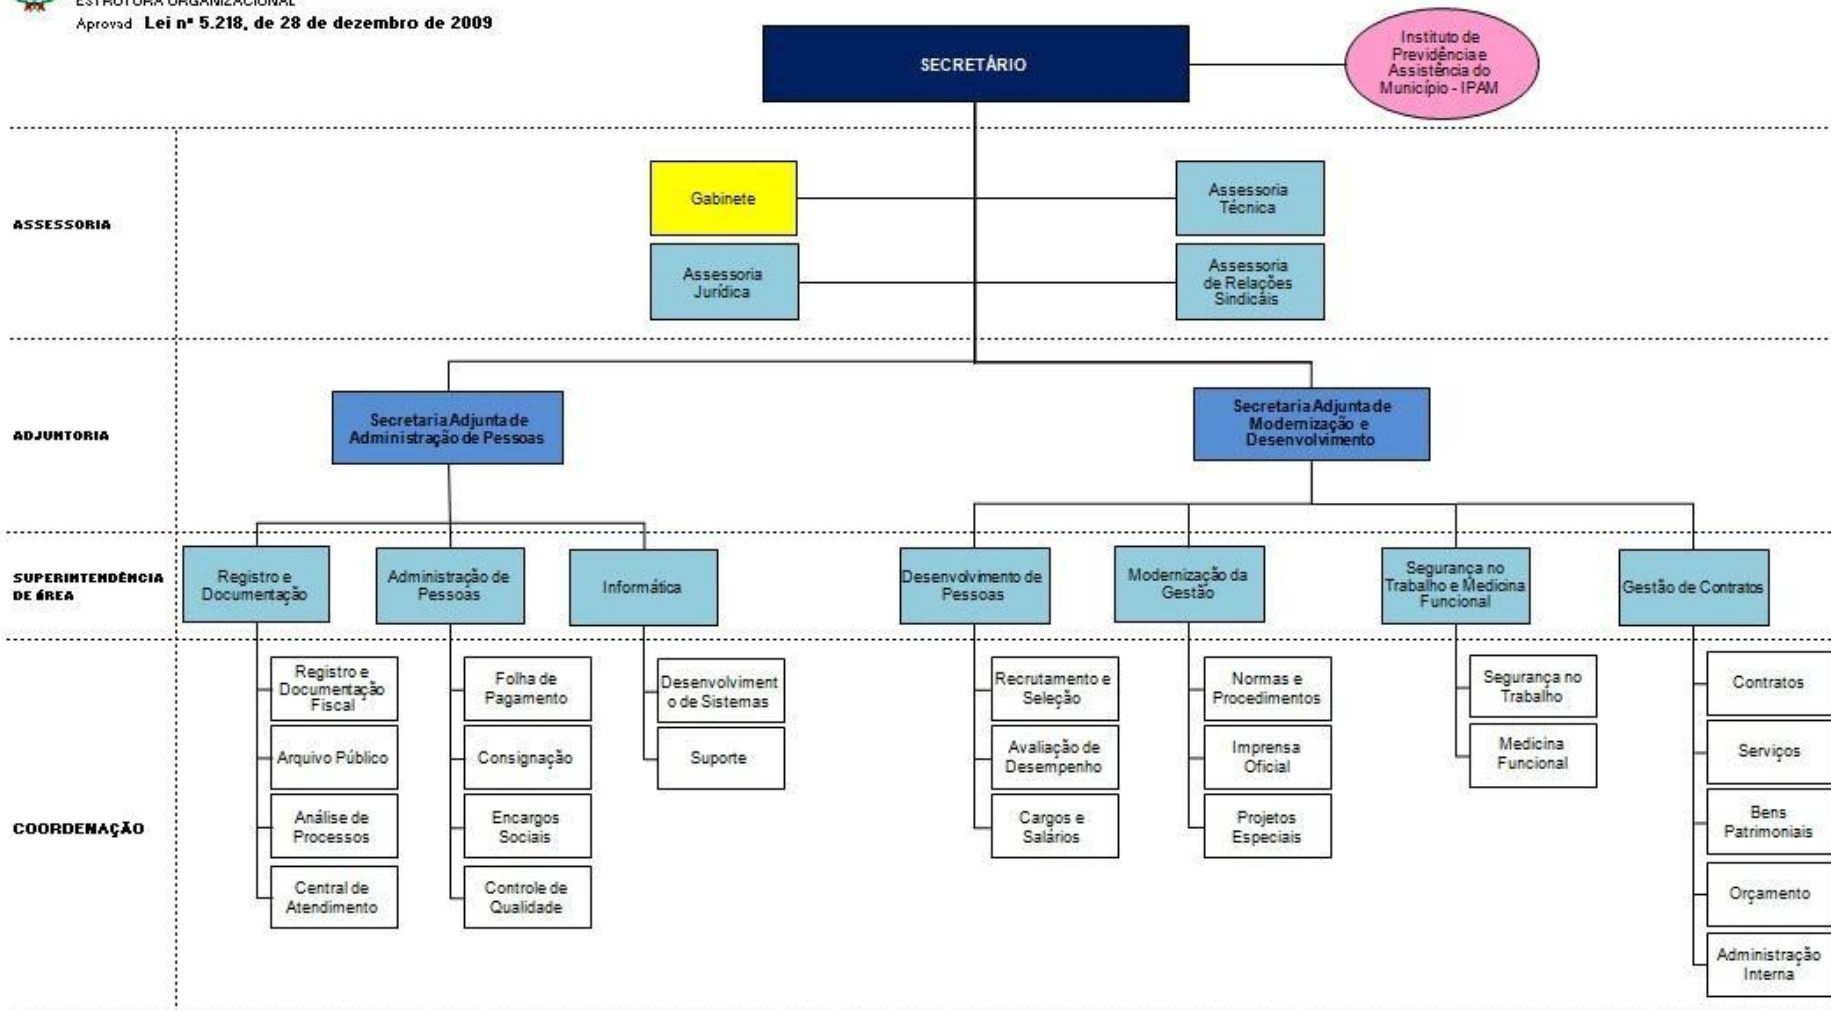 ESTRUTURA ORGANIZACIONAL
Aprovad Lei nº 5.218, de 28 de dezembro de 2009
SECRETÁRIO
Instituto de
Previdência e
Assistência do
Município - IPAM
ASSESSORIA
Gabinete
Assessoria
Técnica
Assessoria
Jurídica
Assessoria
de Relações
Sindicais
ADJUNTORIA
Secretaria Adjunta de
Administração de Pessoas
Secretaria Adjunta de
Modernização e
Desenvolvimento
SUPERINTENDÊNCIA
DE ÁREA
Registro e
Documentação
Administração de
Pessoas
Informática
Desenvolvimento de
Pessoas
Modernização da
Gestão
Segurança no
Trabalho e Medicina
Funcional
Gestão de Contratos
COORDENAÇÃO
Registro e
Documentação
Fiscal
Arquivo Público
Análise de
Processos
Central de
Atendimento
Folha de
Pagamento
Consignação
Encargos
Sociais
Controle de
Qualidade
Desenvolviment
o de Sistemas
Suporte
Recrutamento e
Seleção
Avaliação de
Desempenho
Cargos e
Salários
Normas e
Procedimentos
Imprensa
Oficial
Projetos
Especiais
Segurança no
Trabalho
Medicina
Funcional
Contratos
Serviços
Bens
Patrimoniais
Orçamento
Administração
Interna